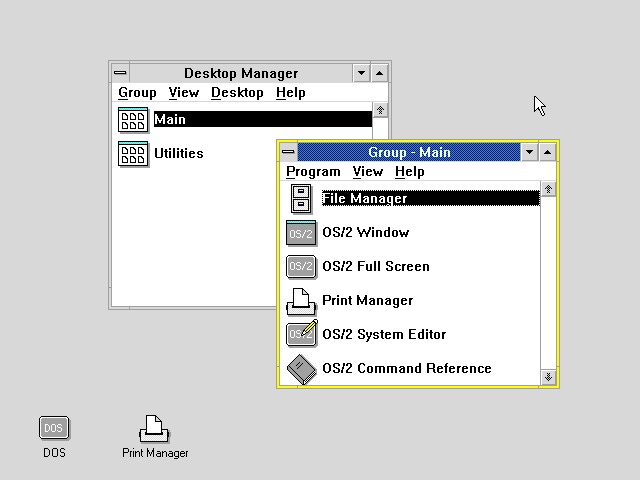 Desktop Manager
Group View Desktop Help
Main
Utilities
Group - Main
Program View Help
File Manager
OS/2 OS/2 Window
OS/2 OS/2 Full Screen
Print Manager
OS/2 OS/2 System Editor
OS/2 Command Reference
DOS
DOS
Print Manager